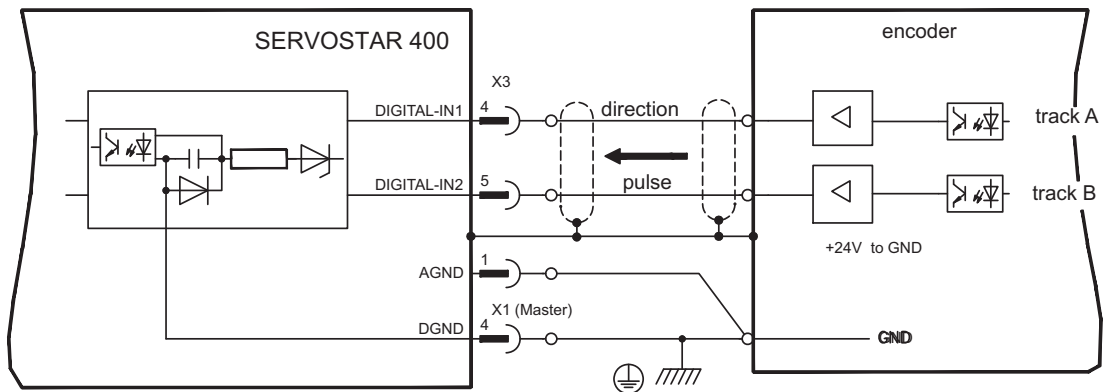 SERVOSTAR 400
encoder
X3
DIGITAL-IN1
4
direction
track A
DIGITAL-IN2
5
pulse
track B
+24V to GND
AGND
1
X1 (Master)
DGND
4
GND